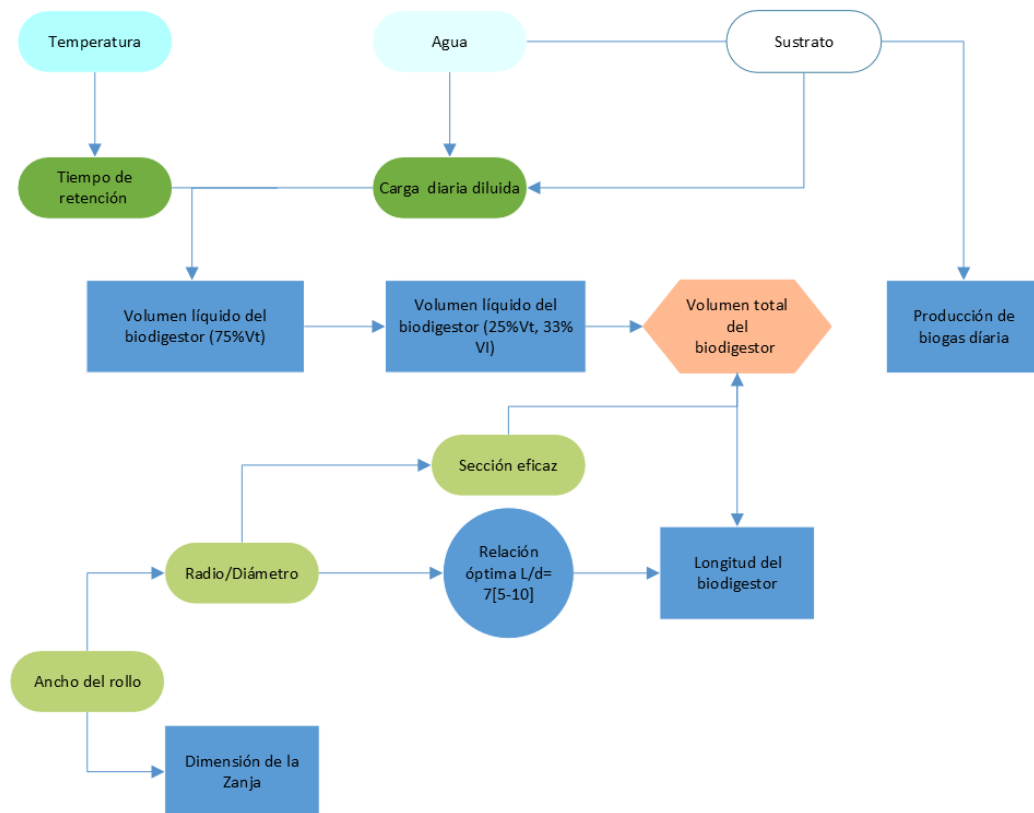 Temperatura
Agua
Sustrato
Tiempo de
retención
Carga diaria diluida
Volumen líquido del
biodigestor (75%Vt)
Volumen líquido del
biodigestor (25%Vt, 33%
VI)
Volumen total
del
biodigestor
Producción de
biogas díaria
Sección eficaz
Radio/Diámetro
Relación
óptima L/d=
7[5-10]
Longitud del
biodigestor
Ancho del rollo
Dimensión de la
Zanja